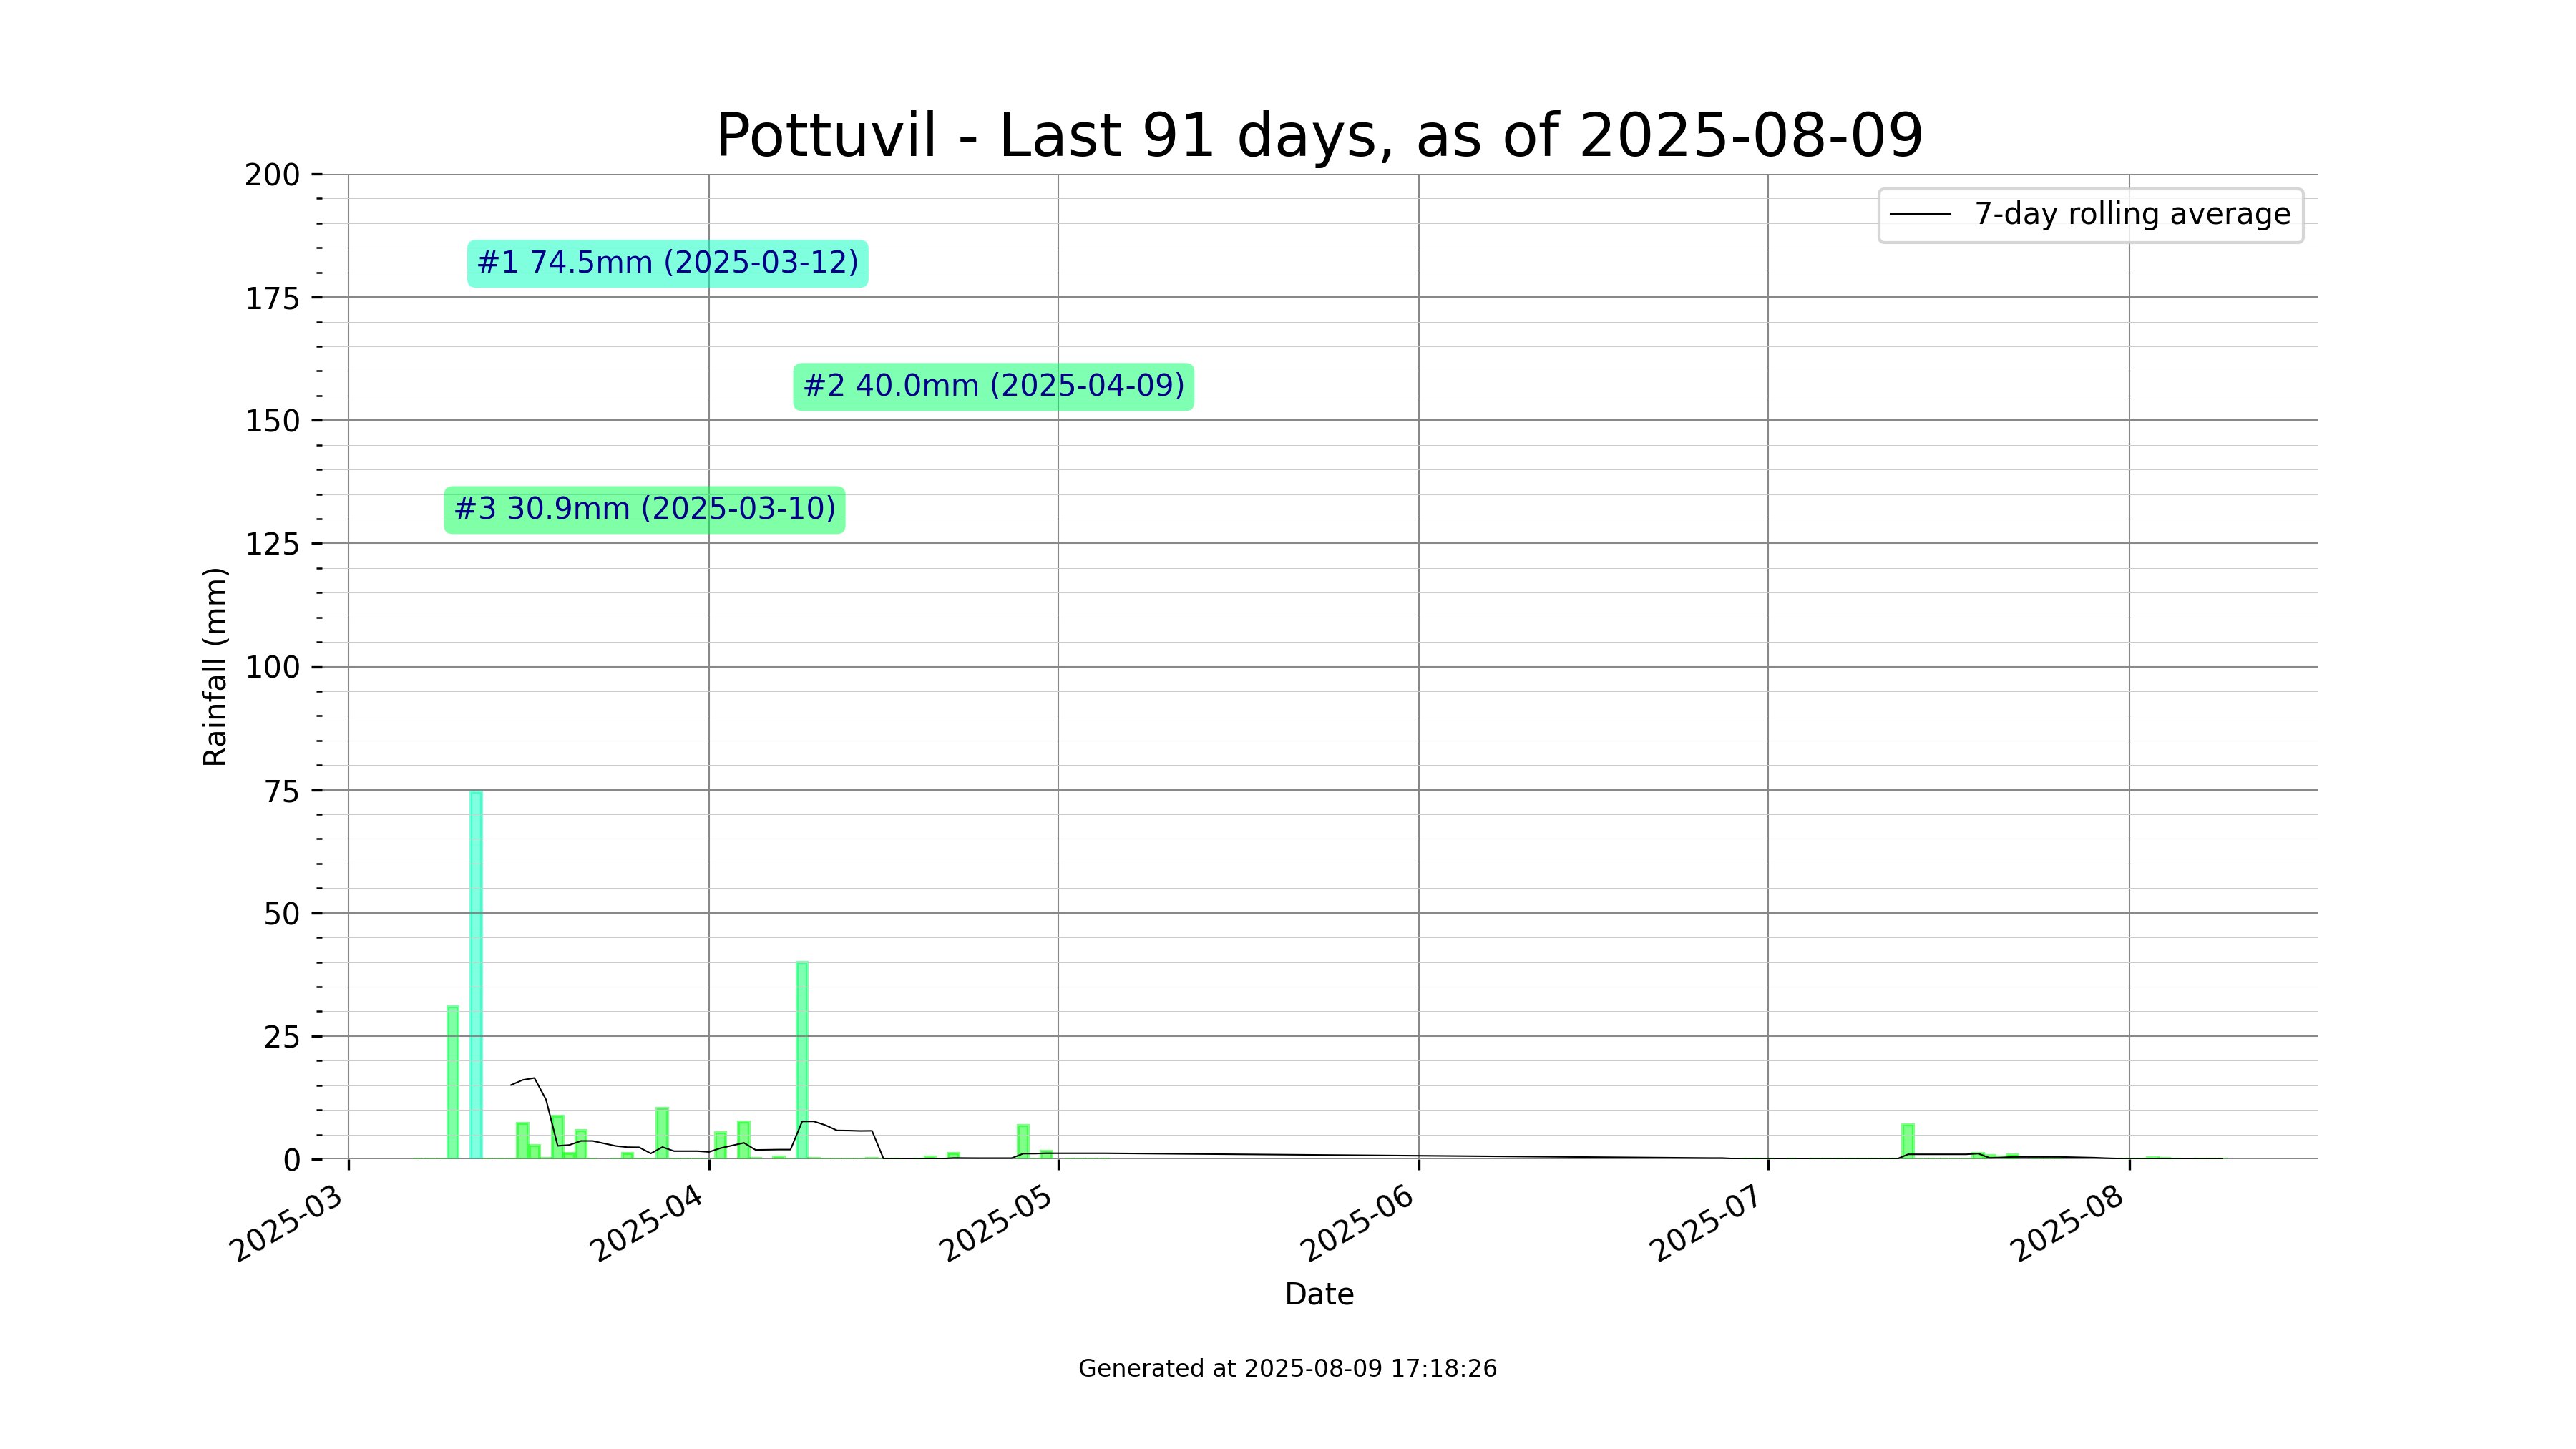 Pottuvil - Last 91 days, as of 2025-08-09
200
175
150
125
100
75
50
25
0
Rainfall (mm)
7-day rolling average
#1 74.5mm (2025-03-12)
#2 40.0mm (2025-04-09)
#3 30.9mm (2025-03-10)
2025-03
2025-04
2025-05
2025-06
2025-07
2025-08
Date
Generated at 2025-08-09 17:18:26